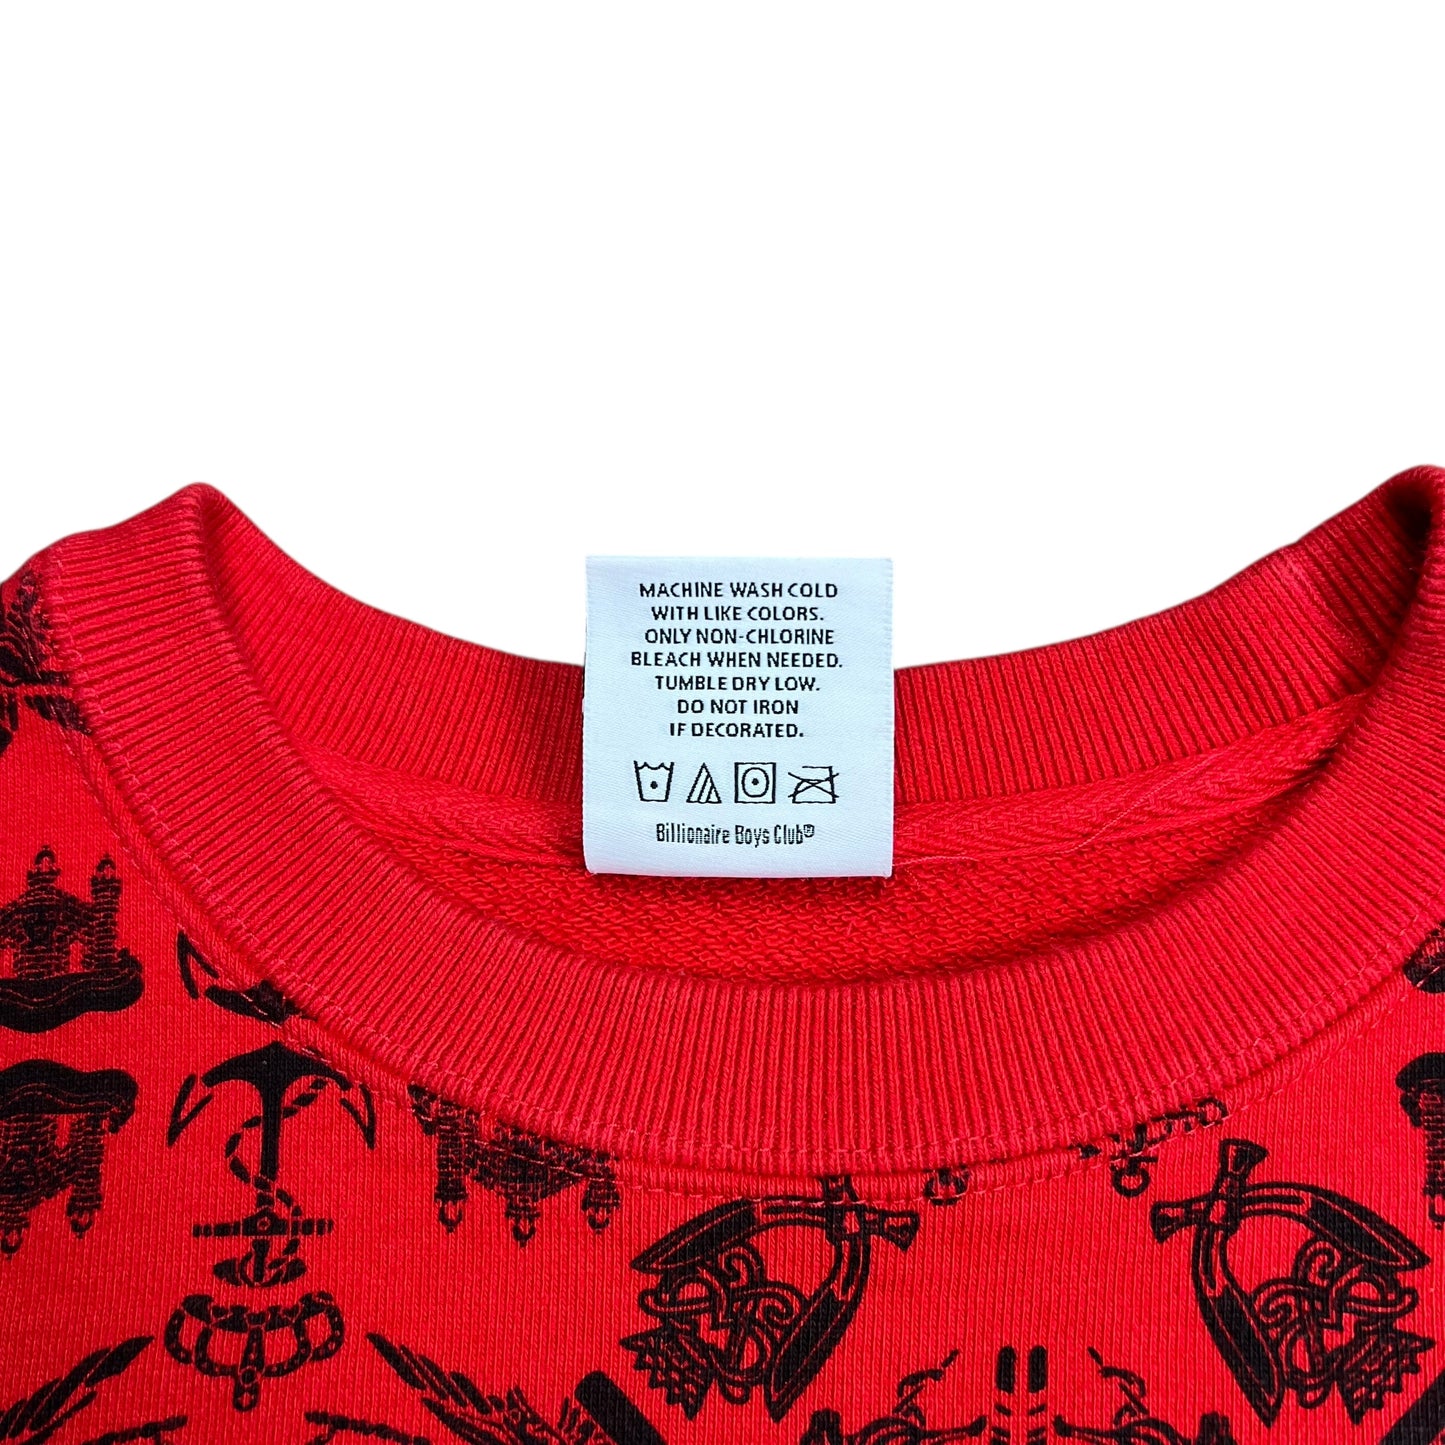 MACHINE WASH COLD
WITH LIKE COLORS.
ONLY NON-CHLORINE
BLEACH WHEN NEEDED.
TUMBLE DRY LOW.
DO NOT IRON
IF DECORATED.
Billionaire Boys Club®